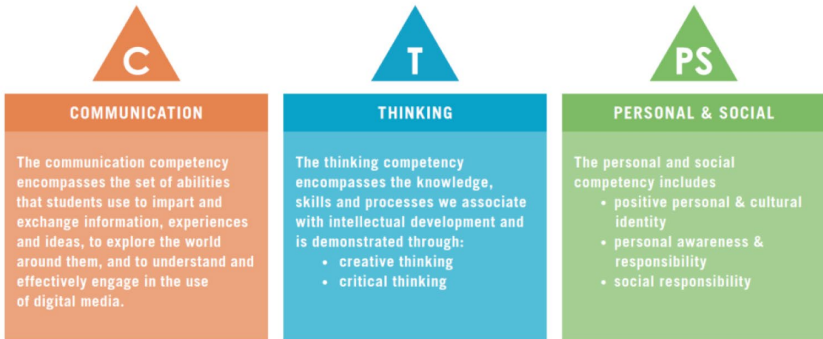 C
COMMUNICATION
The communication competency
encompasses the set of abilities
that students use to impart and
exchange information, experiences
and ideas, to explore the world
around them, and to understand and
effectively engage in the use
of digital media.
T
THINKING
The thinking competency
encompasses the knowledge,
skills and processes we associate
with intellectual development and
is demonstrated through:
• creative thinking
• critical thinking
PS
PERSONAL & SOCIAL
The personal and social
competency includes
• positive personal & cultural
identity
• personal awareness &
responsibility
• social responsibility